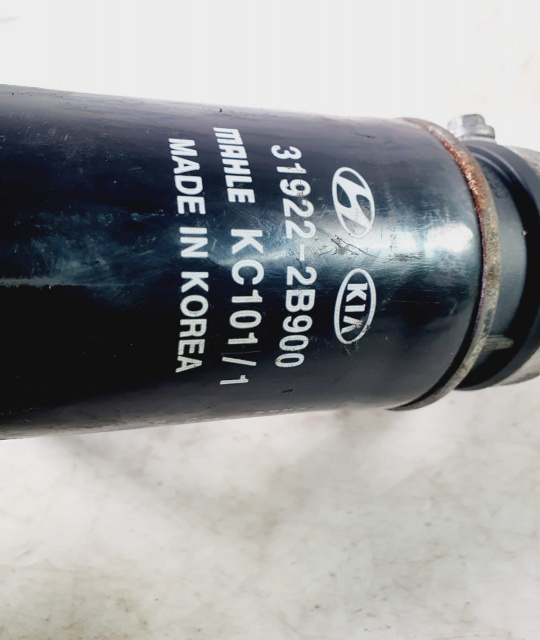 KIA
31922-2B900
MAHLE KC101/1
MADE IN KOREA